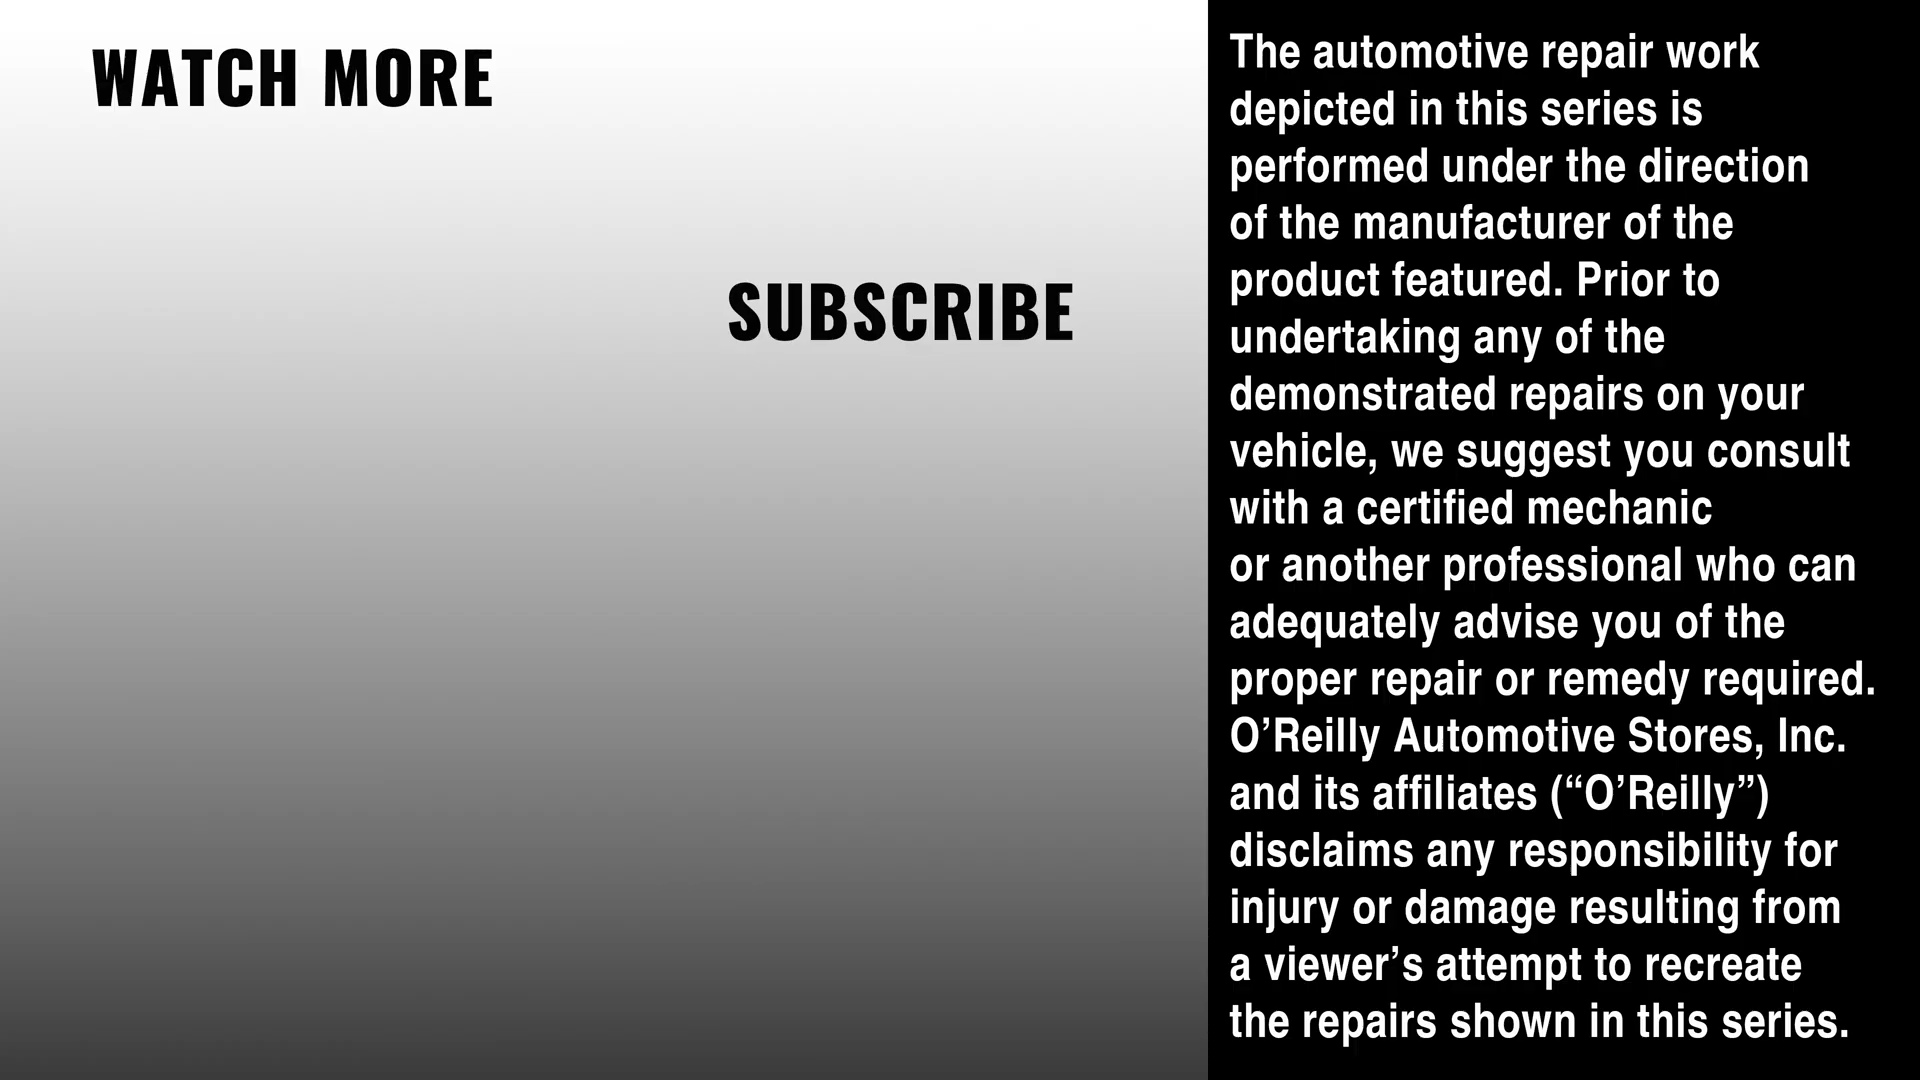 WATCH MORE
SUBSCRIBE
The automotive repair work
depicted in this series is
performed under the direction
of the manufacturer of the
product featured. Prior to
undertaking any of the
demonstrated repairs on your
vehicle, we suggest you consult
with a certified mechanic
or another professional who can
adequately advise you of the
proper repair or remedy required.
O’Reilly Automotive Stores, Inc.
and its affiliates (“O’Reilly”)
disclaims any responsibility for
injury or damage resulting from
a viewer’s attempt to recreate
the repairs shown in this series.